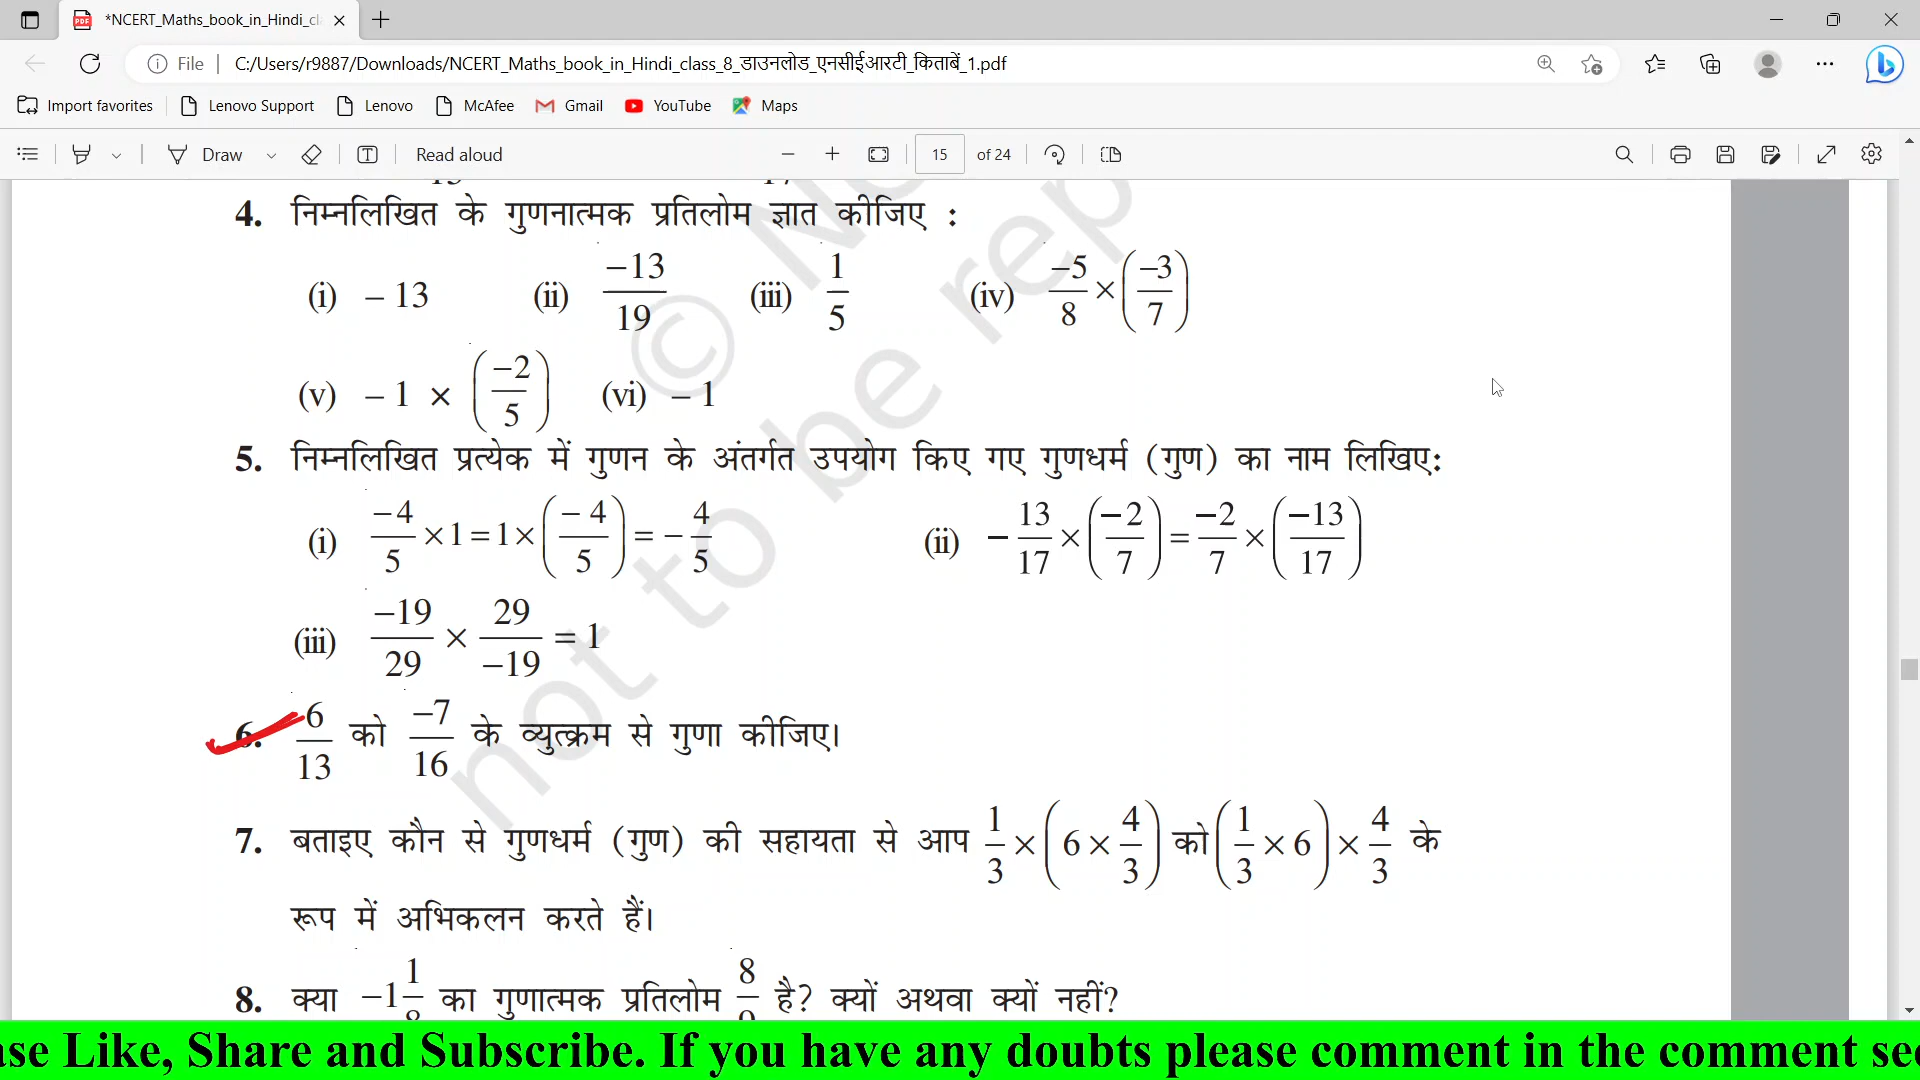 *NCERT_Maths_book_in_Hindi_cl
File | C:/Users/r9887/Downloads/NCERT_Maths_book_in_Hindi_class_8_डाउनलोड_एनसीईआरटी_किताबें_1.pdf
Import favorites Lenovo Support Lenovo McAfee Gmail YouTube Maps
Draw Read aloud 15 of 24
4. निम्नलिखित के गुणनात्मक प्रतिलोम ज्ञात कीजिए :
(i) – 13 (ii) −13/19 (iii) 1/5 (iv) −5/8 × (−3/7)
(v) – 1 × (−2/5) (vi) – 1
5. निम्नलिखित प्रत्येक में गुणन के अंतर्गत उपयोग किए गए गुणधर्म (गुण) का नाम लिखिए:
(i) −4/5 × 1 = 1 × (−4/5) = −4/5 (ii) −13/17 × (−2/7) = −2/7 × (−13/17)
(iii) −19/29 × 29/−19 = 1
6. 6/13 को −7/16 के व्युत्क्रम से गुणा कीजिए।
7. बताइए कौन से गुणधर्म (गुण) की सहायता से आप 1/3 × (6 × 4/3) को (1/3 × 6) × 4/3 के
रूप में अभिकलन करते हैं।
8. क्या −1 1/8 का गुणात्मक प्रतिलोम 8/9 है? क्यों अथवा क्यों नहीं?
© not to be rep
ase Like, Share and Subscribe. If you have any doubts please comment in the comment sec